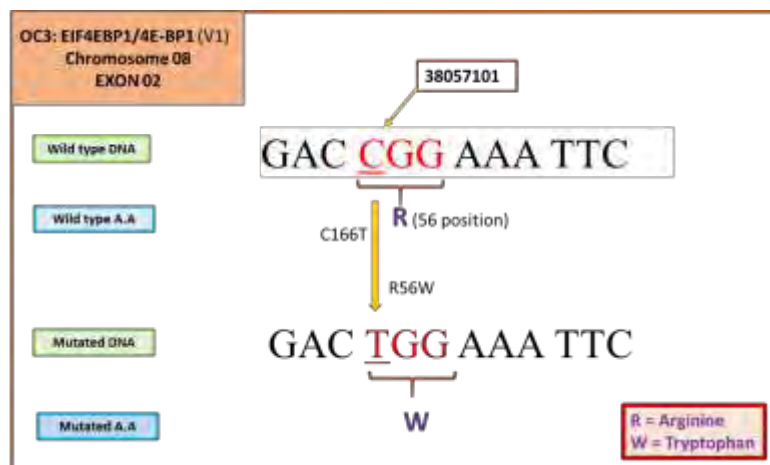 OC3: EIF4EBP1/4E-BP1 (V1)
Chromosome 08
EXON 02
38057101
Wild type DNA
GAC CGG AAA TTC
Wild type A.A
R (56 position)
C166T
R56W
Mutated DNA
GAC TGG AAA TTC
Mutated A.A
W
R = Arginine
W = Tryptophan